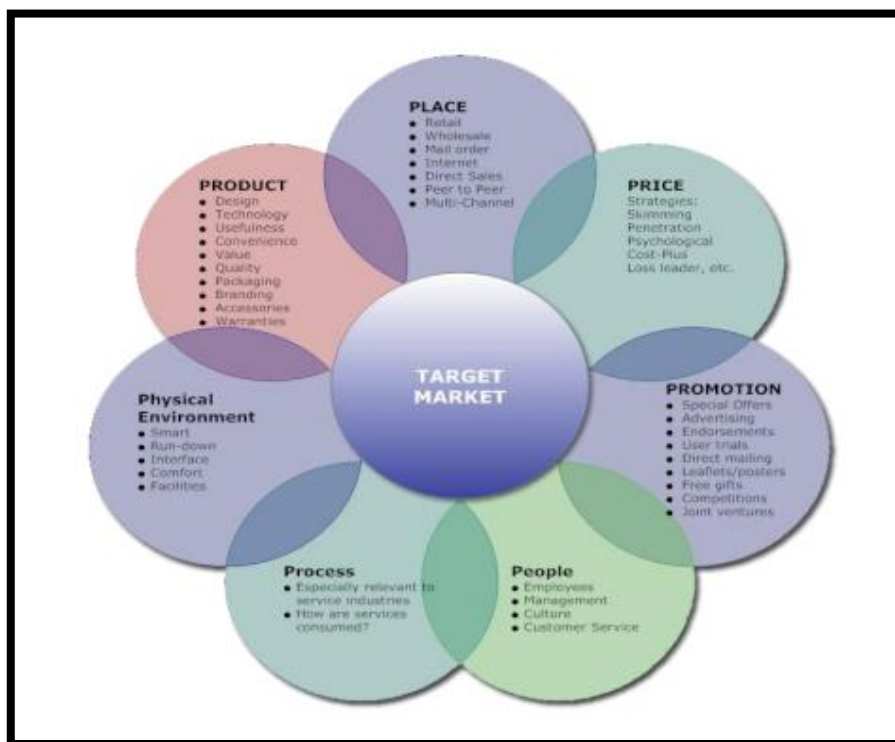 PLACE
● Retail
● Wholesale
● Mail order
● Internet
● Direct Sales
● Peer to Peer
● Multi-Channel
PRICE
Strategies:
Skimming
Penetration
Psychological
Cost-Plus
Loss leader, etc.
PROMOTION
● Special Offers
● Advertising
● Endorsements
● User trials
● Direct mailing
● Leaflets/posters
● Free gifts
● Competitions
● Joint ventures
People
● Employees
● Management
● Culture
● Customer Service
Process
● Especially relevant to
service industries
● How are services
consumed?
Physical
Environment
● Smart
● Run-down
● Interface
● Comfort
● Facilities
PRODUCT
● Design
● Technology
● Usefulness
● Convenience
● Value
● Quality
● Packaging
● Branding
● Accessories
● Warranties
TARGET
MARKET